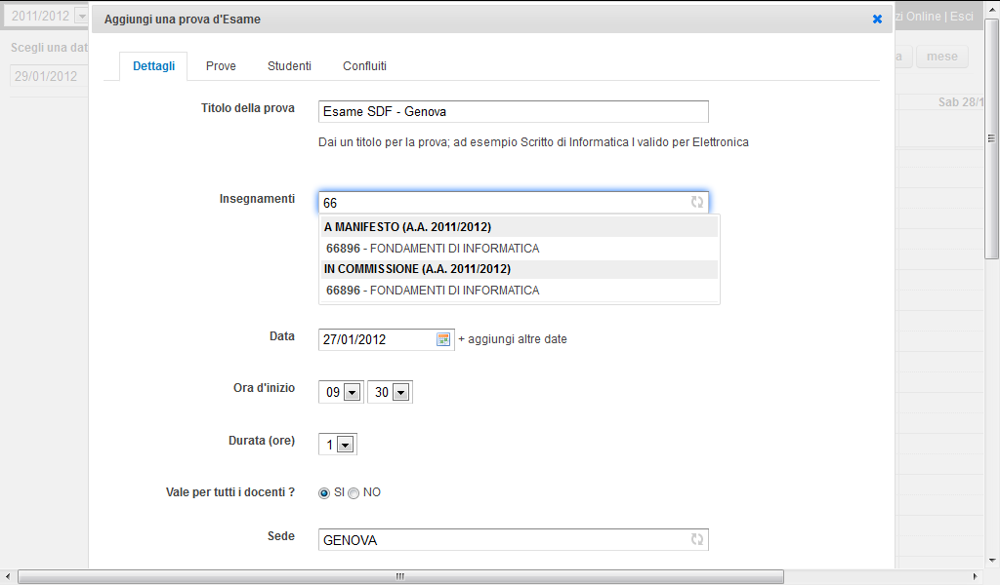 2011/2012
Aggiungi una prova d'Esame
zi Online | Esci
Scegli una dat
29/01/2012
a
mese
Sab 28/1
Dettagli
Prove
Studenti
Confluiti
Titolo della prova
Esame SDF - Genova
Dai un titolo per la prova; ad esempio Scritto di Informatica I valido per Elettronica
Insegnamenti
66
A MANIFESTO (A.A. 2011/2012)
66896 - FONDAMENTI DI INFORMATICA
IN COMMISSIONE (A.A. 2011/2012)
66896 - FONDAMENTI DI INFORMATICA
Data
27/01/2012
+ aggiungi altre date
Ora d'inizio
09
30
Durata (ore)
1
Vale per tutti i docenti ?
SI
NO
Sede
GENOVA